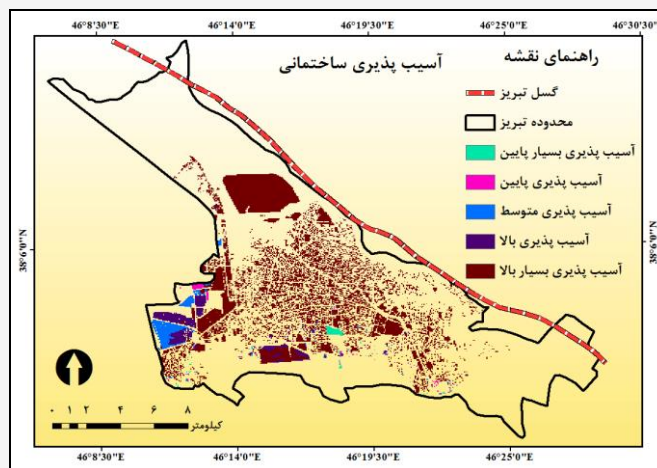 46°8'30"E 46°14'0"E 46°19'30"E 46°25'0"E 46°30'30"E
آسیب پذیری ساختمانی
راهنمای نقشه
گسل تبریز
محدوده تبریز
آسیب پذیری بسیار پایین
آسیب پذیری پایین
آسیب پذیری متوسط
آسیب پذیری بالا
آسیب پذیری بسیار بالا
38°6'0"N
38°6'0"N
۰ ۱ ۲ ۴ ۶ ۸
کیلومتر
46°8'30"E 46°14'0"E 46°19'30"E 46°25'0"E